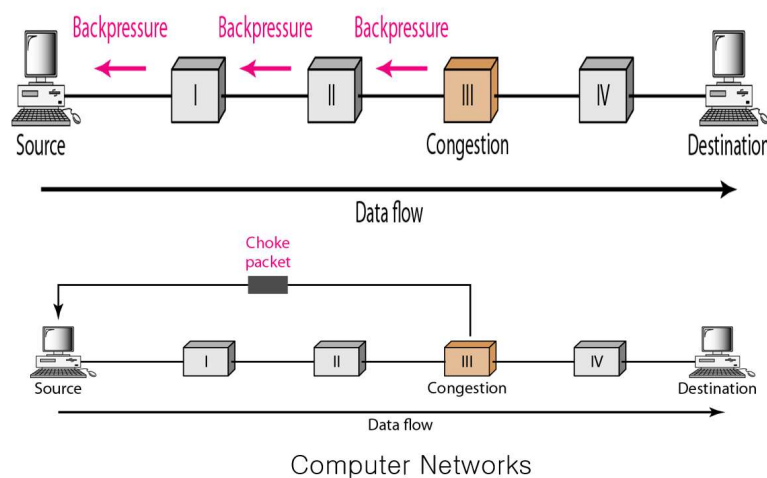 Backpressure Backpressure Backpressure
I II III IV
Source Congestion Destination
Data flow
Choke
packet
I II III IV
Source Congestion Destination
Data flow
Computer Networks